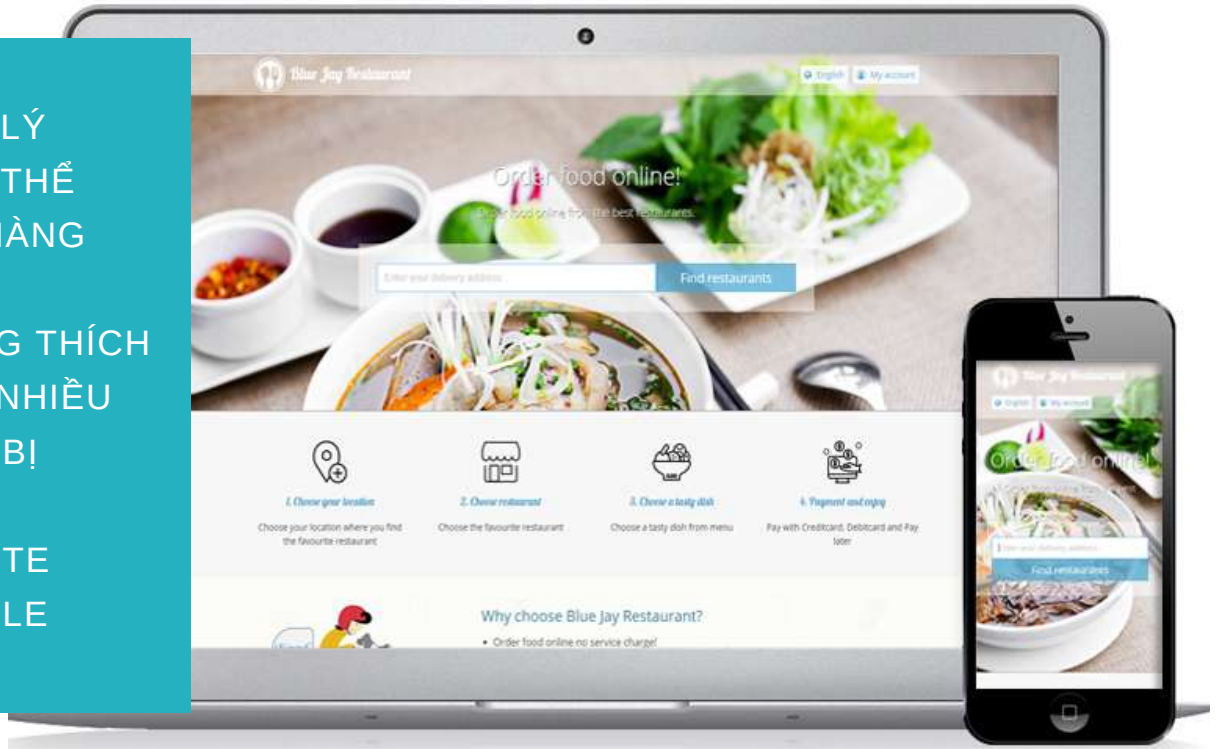 LÝ
THỂ
HÀNG
G THÍCH
NHIỀU
BỊ
TE
LE
Blue Jay Restaurant
English My account
Order food online!
Order food online from the best restaurants.
Enter your delivery address
Find restaurants
1. Choose your location
Choose your location where you find
the favourite restaurant
2. Choose restaurant
Choose the favourite restaurant
3. Choose a tasty dish
Choose a tasty dish from menu
4. Payment and enjoy
Pay with Creditcard, Debitcard and Pay
later
Why choose Blue Jay Restaurant?
• Order food online no service charge!
Blue Jay Restaurant
English My account
Order food online!
Enter your delivery address
Find restaurants